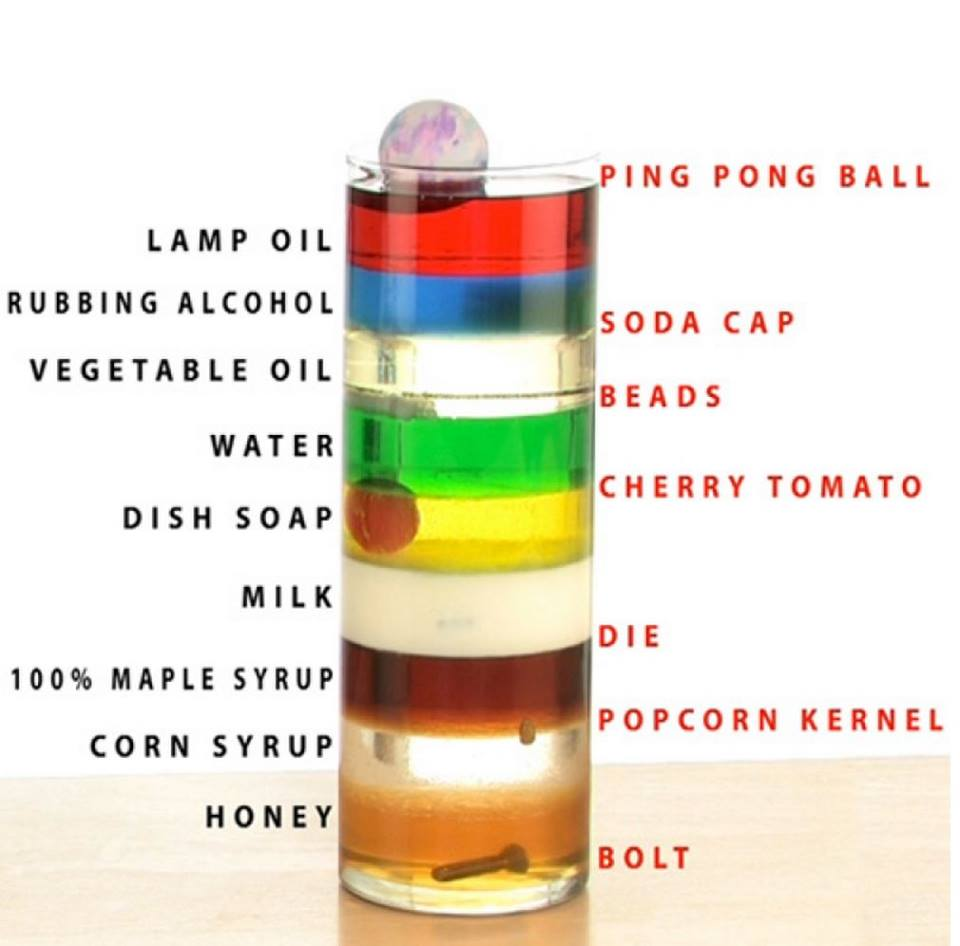 PING PONG BALL
LAMP OIL
RUBBING ALCOHOL
SODA CAP
VEGETABLE OIL
BEADS
WATER
CHERRY TOMATO
DISH SOAP
MILK
DIE
100% MAPLE SYRUP
POPCORN KERNEL
CORN SYRUP
HONEY
BOLT